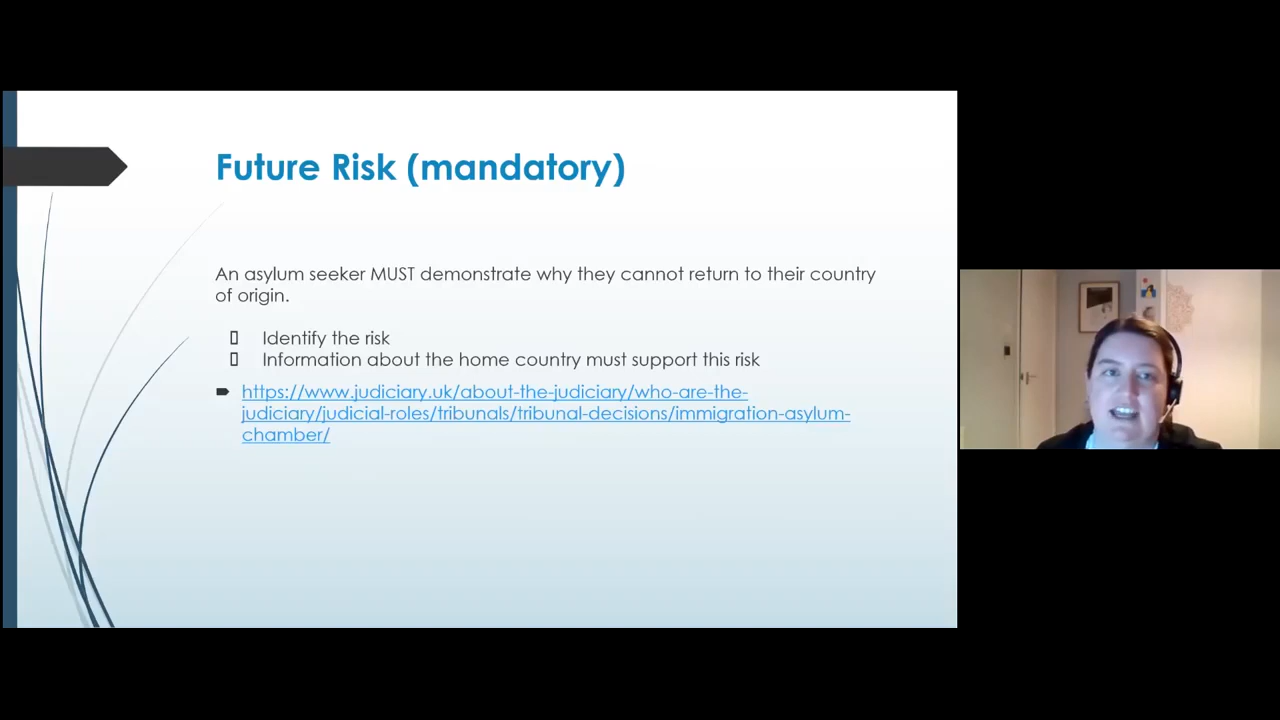 Future Risk (mandatory)
An asylum seeker MUST demonstrate why they cannot return to their country
of origin.
Identify the risk
Information about the home country must support this risk
https://www.judiciary.uk/about-the-judiciary/who-are-the-
judiciary/judicial-roles/tribunals/tribunal-decisions/immigration-asylum-
chamber/